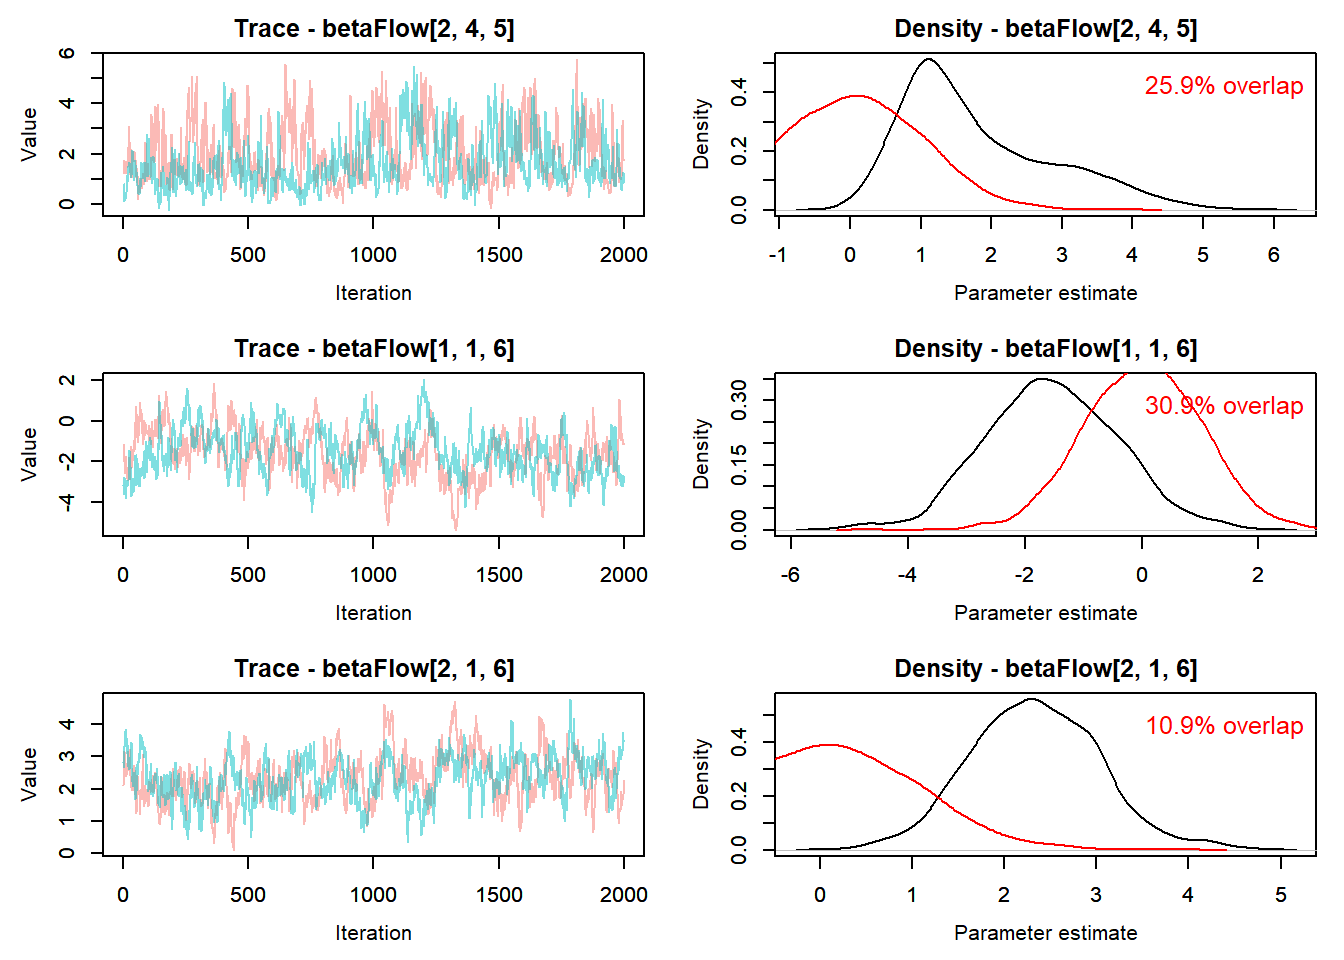 Trace - betaFlow[2, 4, 5]
Value
0 2 4 6
0 500 1000 1500 2000
Iteration
Density - betaFlow[2, 4, 5]
25.9% overlap
Density
0.0 0.2 0.4
-1 0 1 2 3 4 5 6
Parameter estimate
Trace - betaFlow[1, 1, 6]
Value
-4 -2 0 2
0 500 1000 1500 2000
Iteration
Density - betaFlow[1, 1, 6]
30.9% overlap
Density
0.00 0.15 0.30
-6 -4 -2 0 2
Parameter estimate
Trace - betaFlow[2, 1, 6]
Value
0 1 2 3 4
0 500 1000 1500 2000
Iteration
Density - betaFlow[2, 1, 6]
10.9% overlap
Density
0.0 0.2 0.4
0 1 2 3 4 5
Parameter estimate